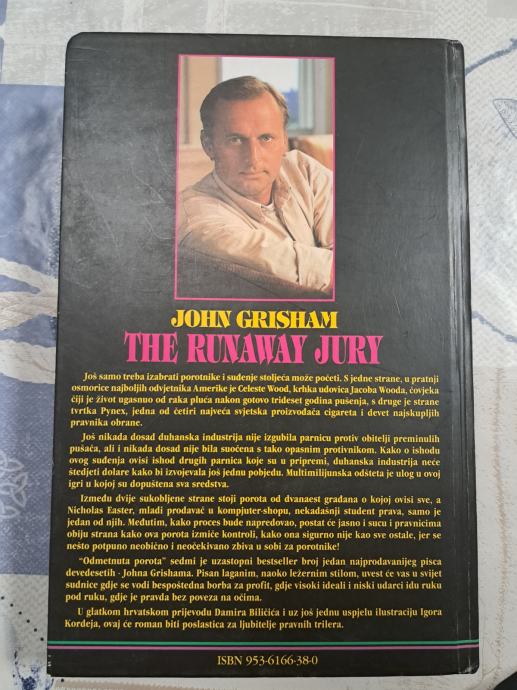 JOHN GRISHAM
THE RUNAWAY JURY
Još samo treba izabrati porotnike i suđenje stoljeća može početi. S jedne strane, u pratnji
osmorice najboljih odvjetnika Amerike je Celeste Wood, krhka udovica Jacoba Wooda, čovjeka
čiji je život ugasnuo od raka pluća nakon gotovo trideset godina pušenja, s druge je strane
tvrtka Pynex, jedna od četiri najveća svjetska proizvođača cigareta i devet najskupljih
pravnika obrane.
Još nikada dosad duhanska industrija nije izgubila parnicu protiv obitelji preminulih
pušača, ali i nikada dosad nije bila suočena s tako opasnim protivnikom. Kako o ishodu
ovog suđenja ovisi ishod drugih parnica koje su u pripremi, duhanska industrija neće
štedjeti dolare kako bi izvojevala još jednu pobjedu. Multimilijunska odšteta je ulog u ovoj
igri u kojoj su dopuštena sva sredstva.
Između dvije sukobljene strane stoji porota od dvanaest građana o kojoj ovisi sve, a
Nicholas Easter, mladi prodavač u kompjuter-shopu, nekadašnji student prava, samo je
jedan od njih. Međutim, kako proces bude napredovao, postat će jasno i sucu i pravnicima
obiju strana kako ova porota izmiče kontroli, kako ona sigurno nije kao sve ostale, jer se
nešto potpuno neobično i neočekivano zbiva u sobi za porotnike!
"Odmetnuta porota" sedmi je uzastopni bestseller broj jedan najprodavanijeg pisca
devedesetih - Johna Grishama. Pisan laganim, naoko ležernim stilom, uvest će vas u svijet
sudnice gdje se vodi bespoštedna borba za profit, gdje visoki ideali i niski udarci idu ruku
pod ruku, gdje je pravda bez poveza na očima.
U glatkom hrvatskom prijevodu Damira Biličića i uz još jednu uspjelu ilustraciju Igora
Kordeja, ovaj će roman biti poslastica za ljubitelje pravnih trilera.
ISBN 953-6166-38-0